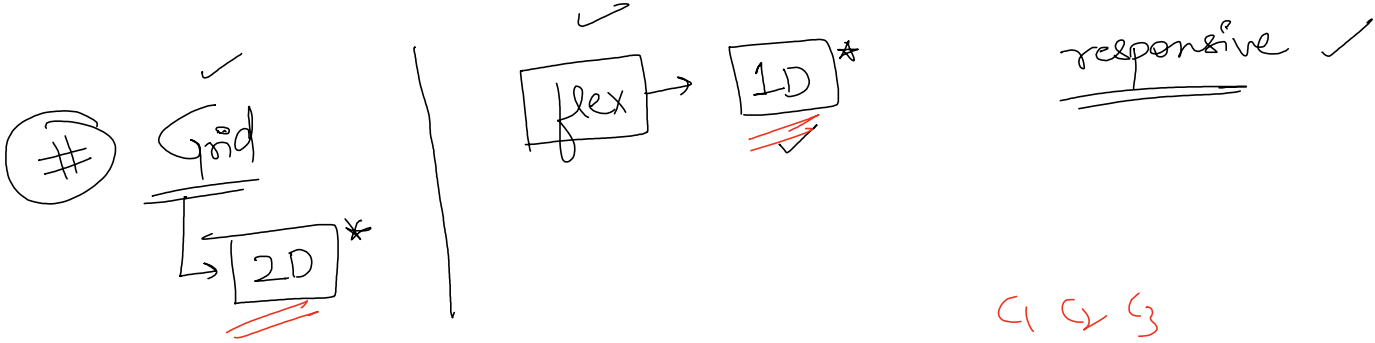 # Grid
2D
flex → 1D*
responsive
C1 C2 C3